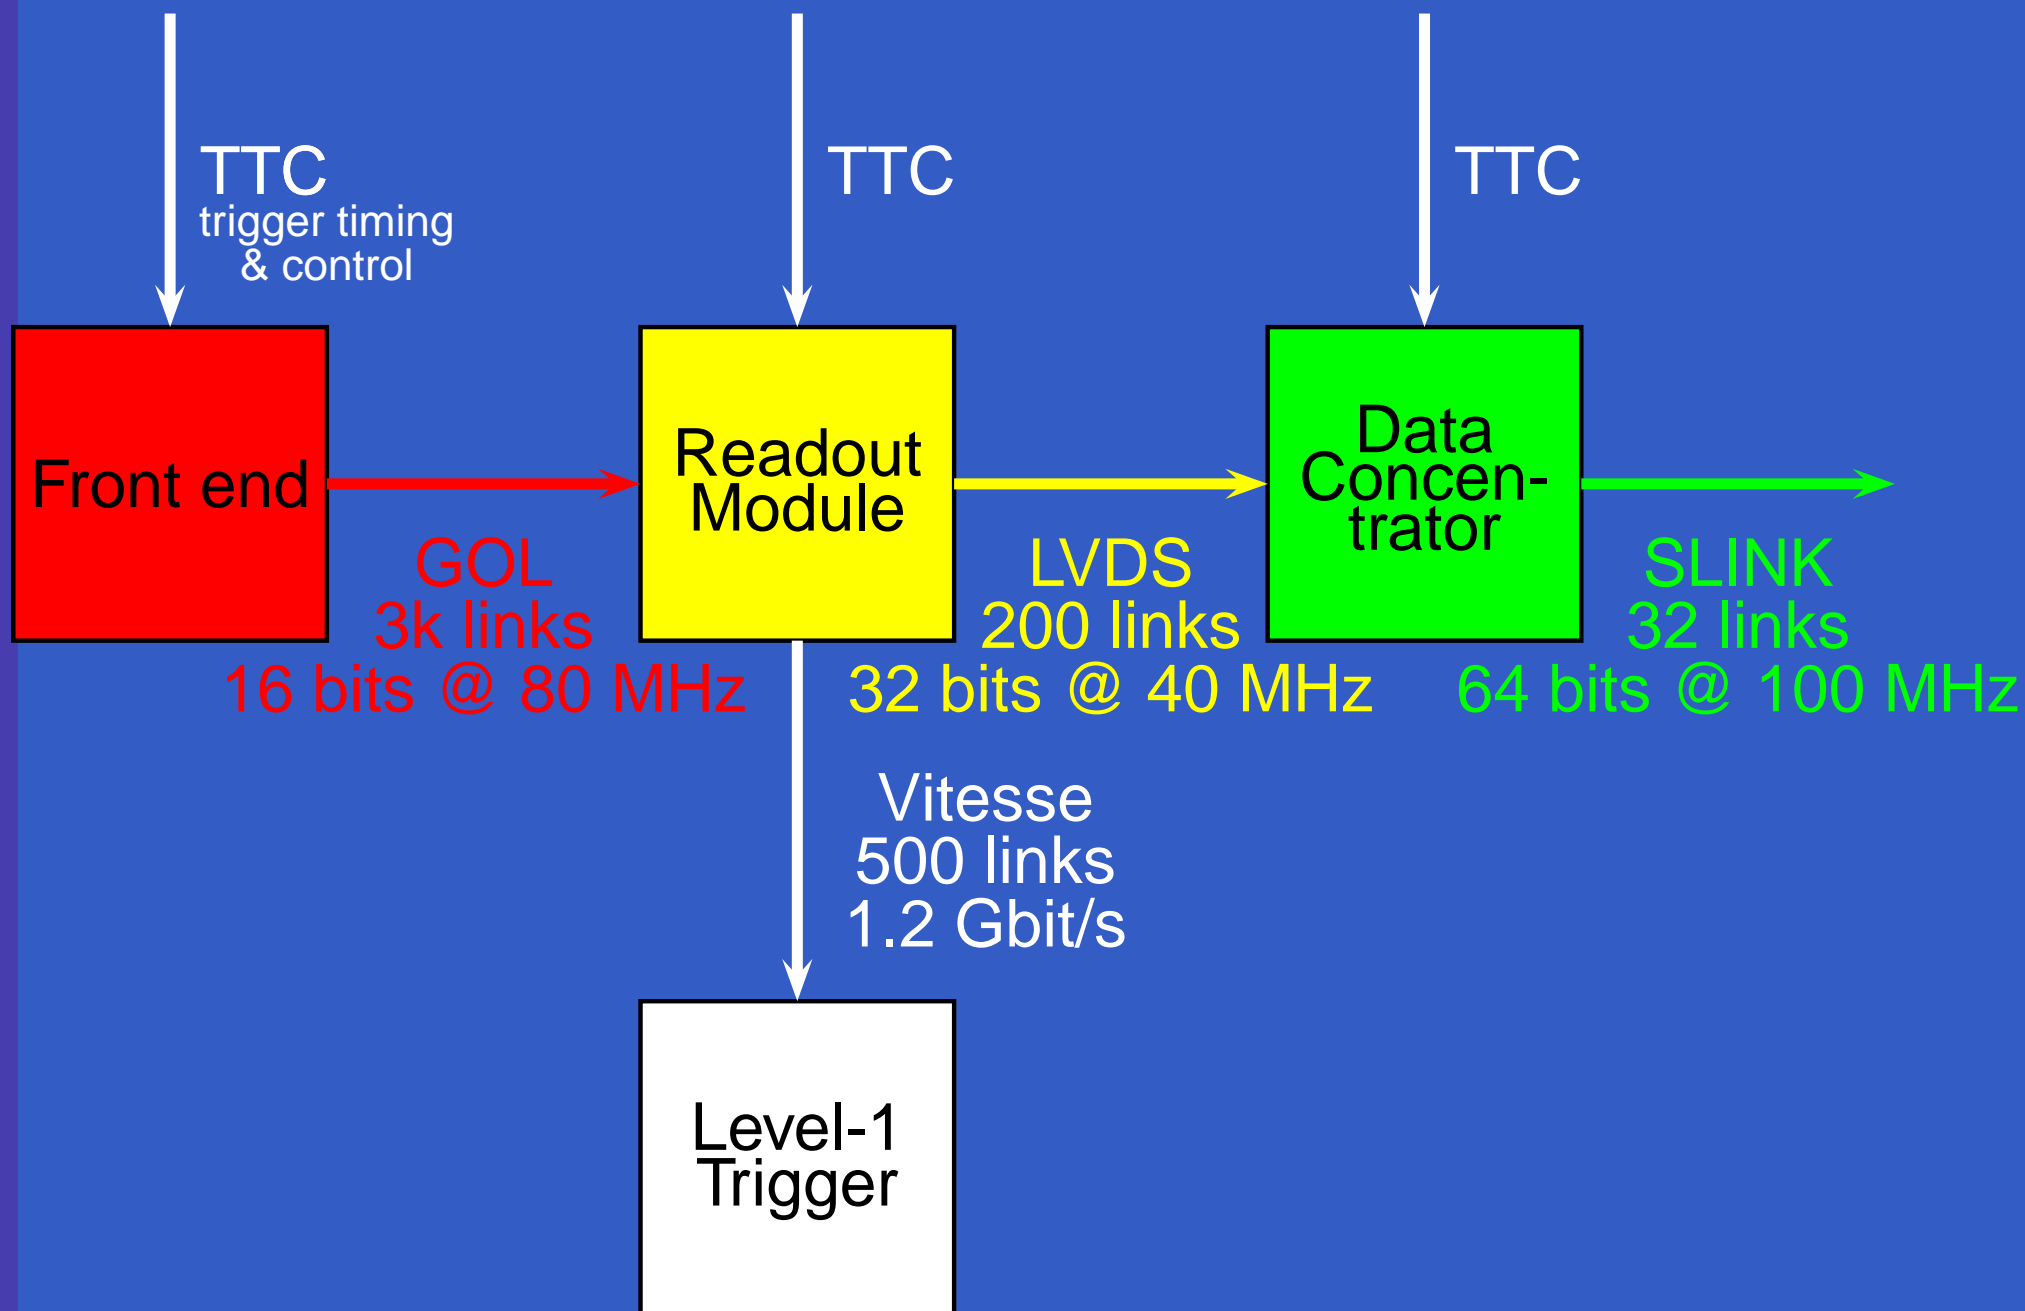 TTC
trigger timing
& control
TTC
TTC
Front end
Readout
Module
Data
Concen-
trator
GOL
3k links
16 bits @ 80 MHz
LVDS
200 links
32 bits @ 40 MHz
SLINK
32 links
64 bits @ 100 MHz
Vitesse
500 links
1.2 Gbit/s
Level-1
Trigger